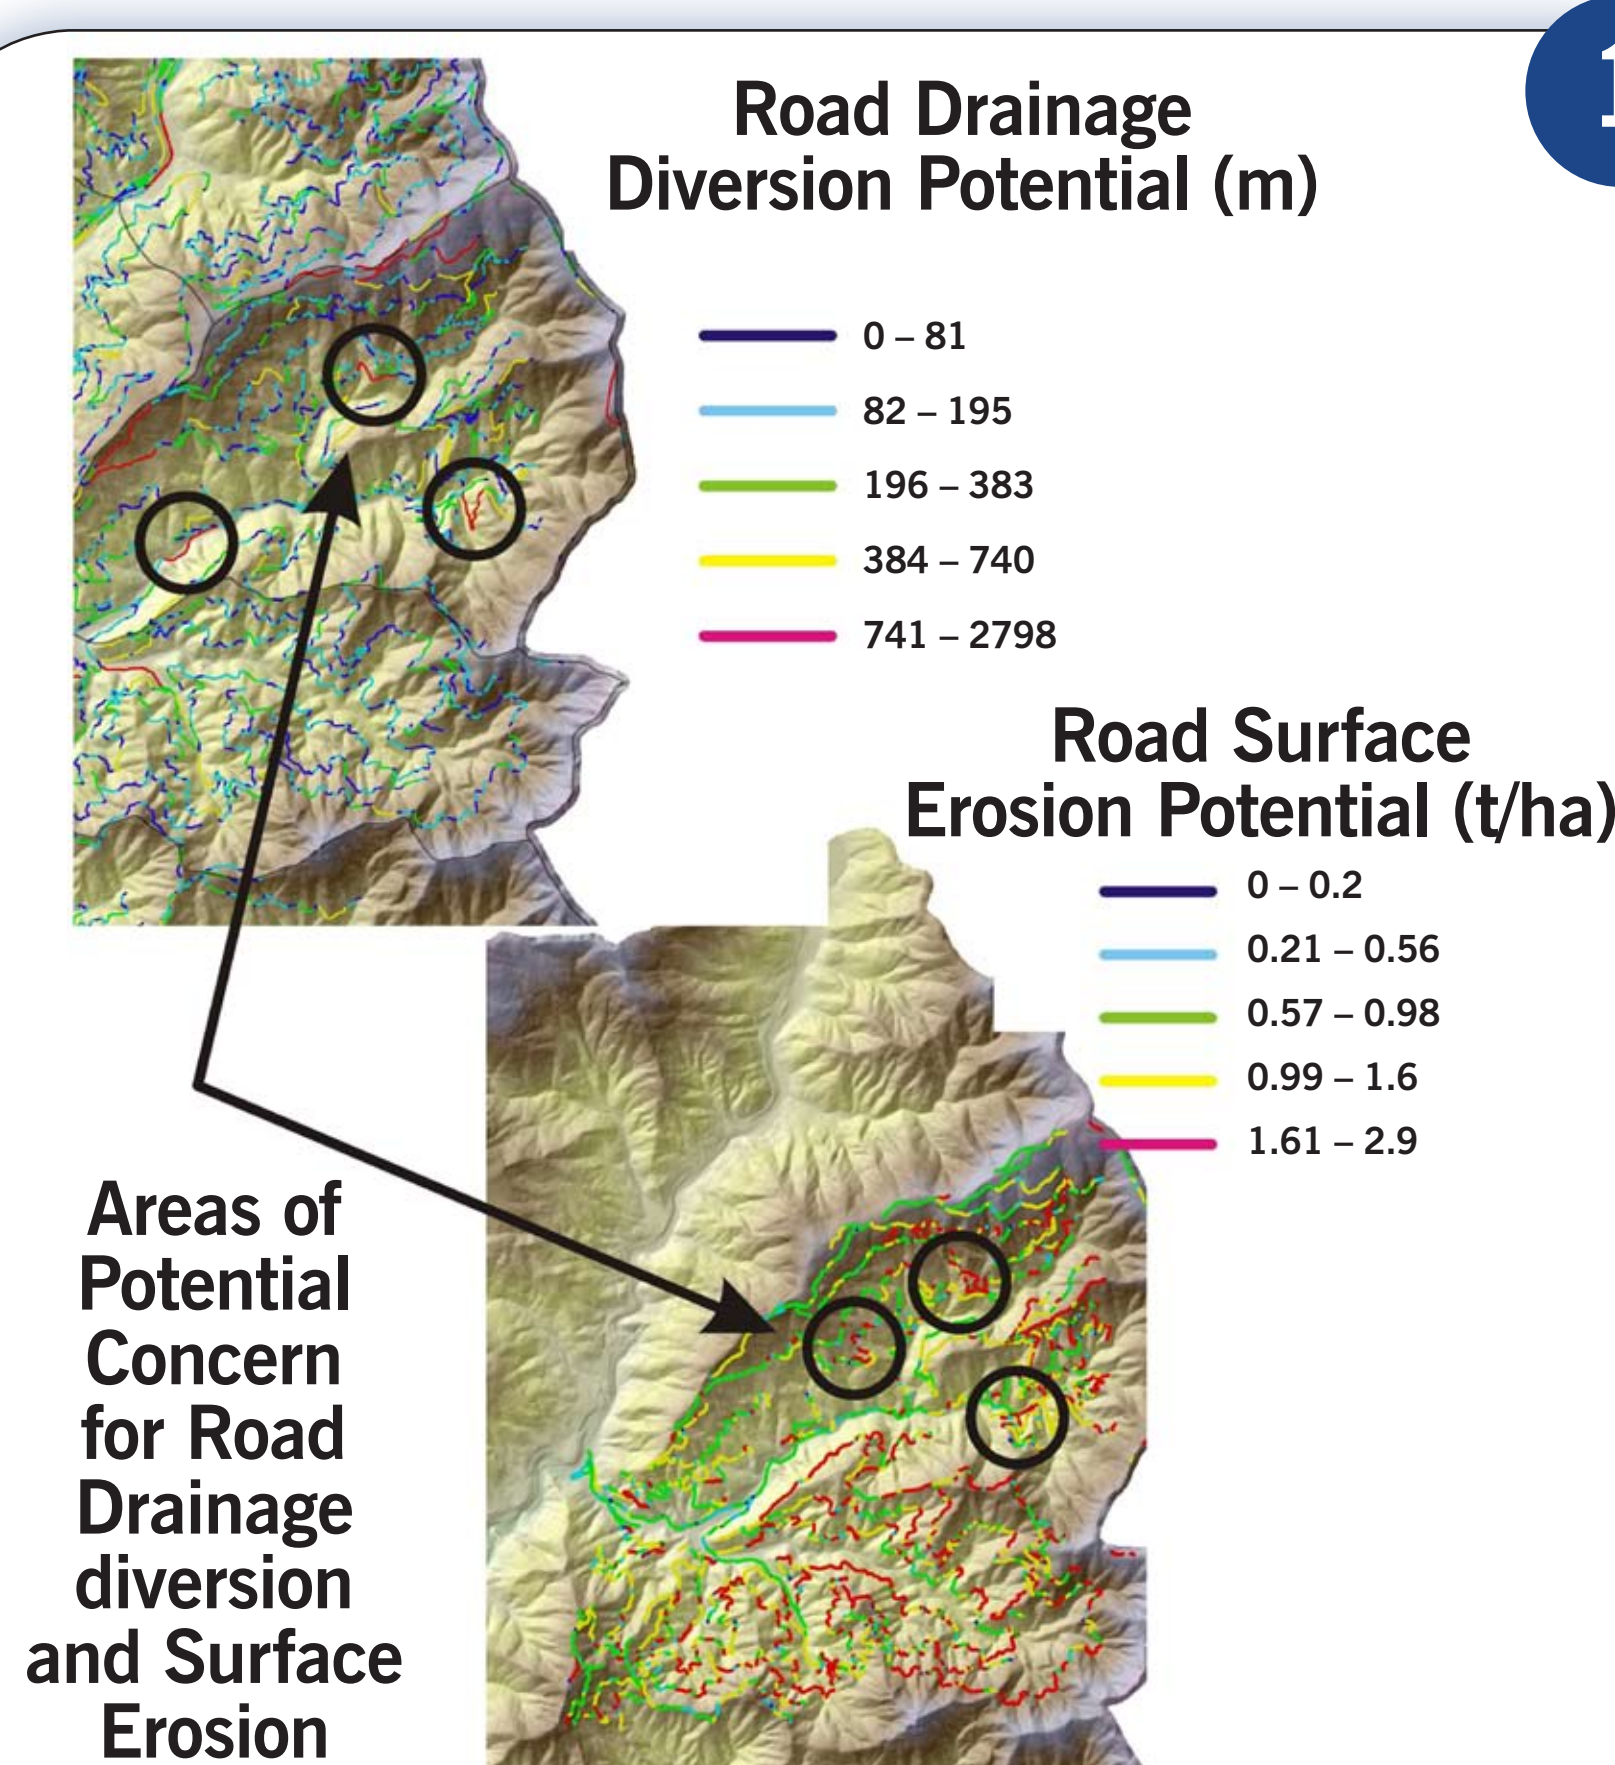 1
Road Drainage
Diversion Potential (m)
0 – 81
82 – 195
196 – 383
384 – 740
741 – 2798
Road Surface
Erosion Potential (t/ha)
0 – 0.2
0.21 – 0.56
0.57 – 0.98
0.99 – 1.6
1.61 – 2.9
Areas of
Potential
Concern
for Road
Drainage
diversion
and Surface
Erosion